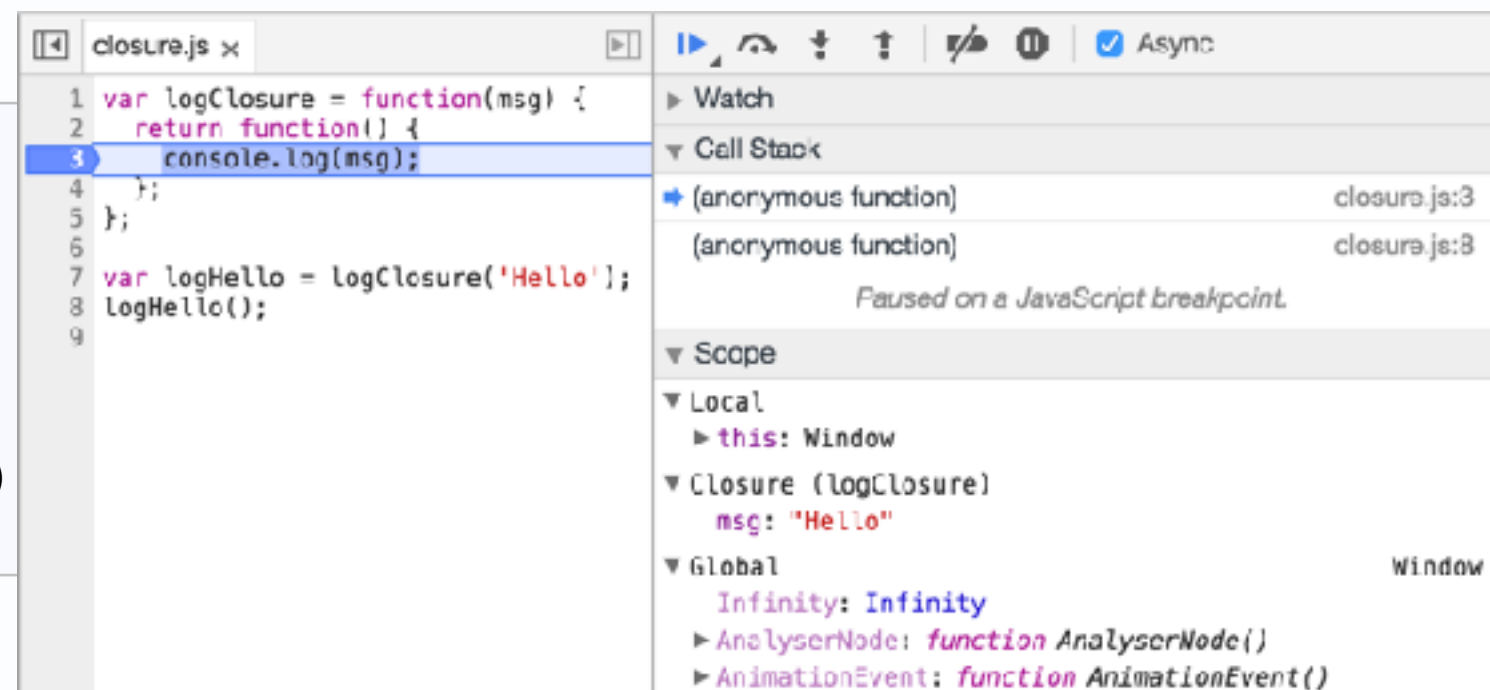 closure.js ×
1 var logClosure = function(msg) {
2 return function() {
3 console.log(msg);
4 };
5 };
6
7 var logHello = logClosure('Hello');
8 logHello();
9
)
Async
Watch
Call Stack
(anonymous function) closure.js:3
(anonymous function) closure.js:8
Paused on a JavaScript breakpoint.
Scope
Local
this: Window
Closure (logClosure)
msg: "Hello"
Global Window
Infinity: Infinity
AnalyserNode: function AnalyserNode()
AnimationEvent: function AnimationEvent()